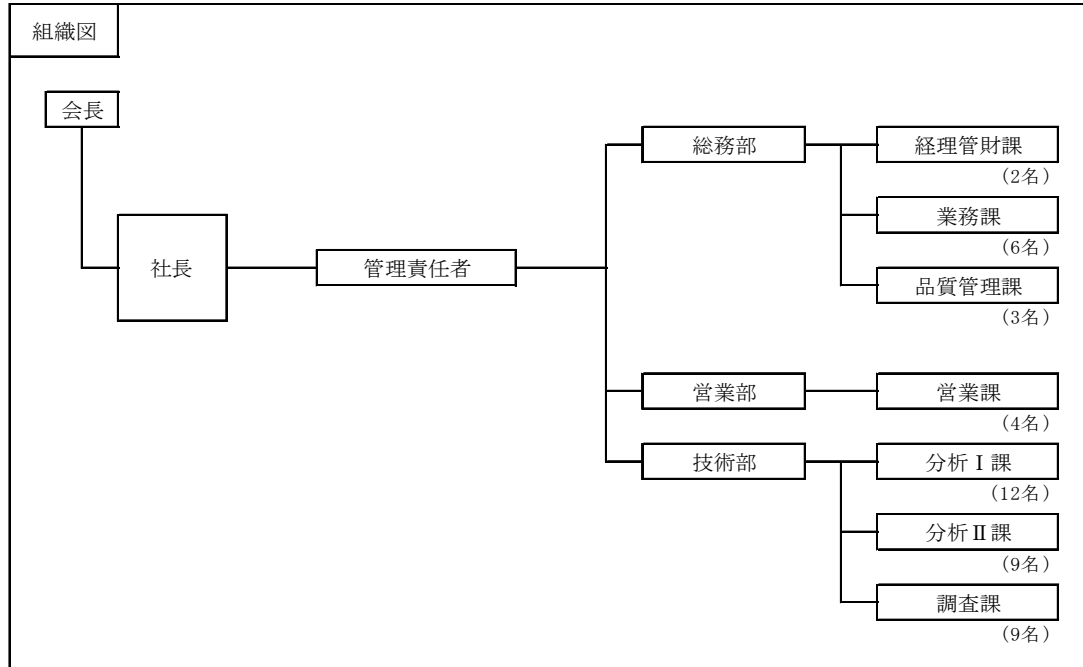 組織図
会長
社長
管理責任者
総務部
経理管財課
（2名）
業務課
（6名）
品質管理課
（3名）
営業部
営業課
（4名）
技術部
分析Ⅰ課
（12名）
分析Ⅱ課
（9名）
調査課
（9名）